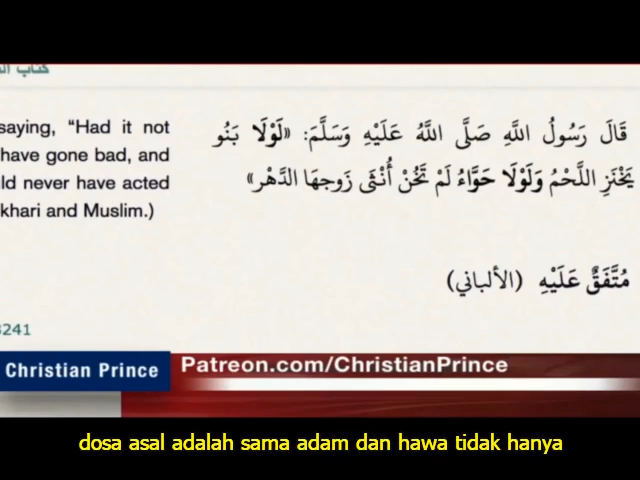 saying, “Had it not
have gone bad, and
ld never have acted
khari and Muslim.)
قَالَ رَسُولُ اللَّهِ صَلَّى اللَّهُ عَلَيْهِ وَسَلَّمَ: «لَوْلَا بَنُو
يَخْنَزِ اللَّحْمُ وَلَوْلَا حَوَّاءُ لَمْ تَخُنْ أُنْثَى زَوجهَا الدَّهْر»
مُتَّفَقٌ عَلَيْهِ (الألباني)
3241
Christian Prince
Patreon.com/ChristianPrince
dosa asal adalah sama adam dan hawa tidak hanya